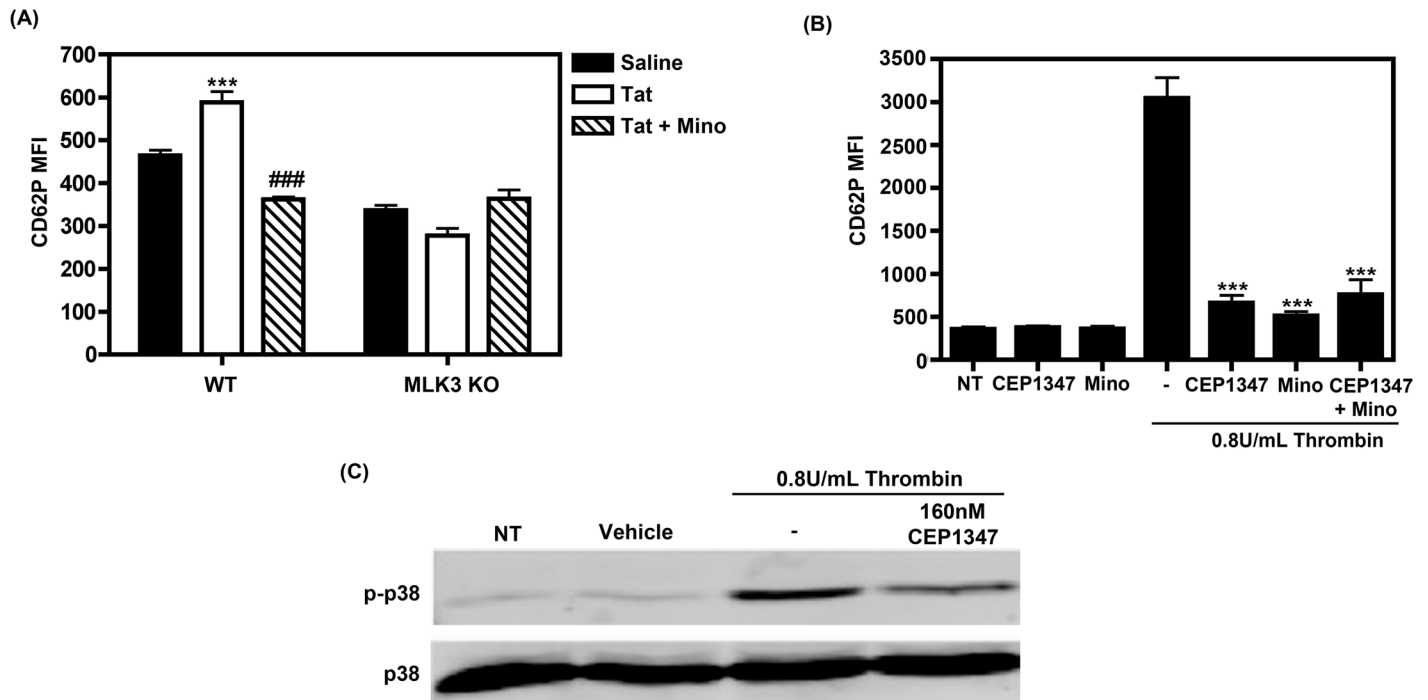 (A)
700
600
500
400
300
200
100
0
CD62P MFI
***
###
WT
MLK3 KO
Saline
Tat
Tat + Mino
(B)
3500
3000
2500
2000
1500
1000
500
0
CD62P MFI
***
***
***
NT CEP1347 Mino - CEP1347 Mino CEP1347
+ Mino
0.8U/mL Thrombin
(C)
0.8U/mL Thrombin
NT Vehicle - 160nM
CEP1347
p-p38
p38